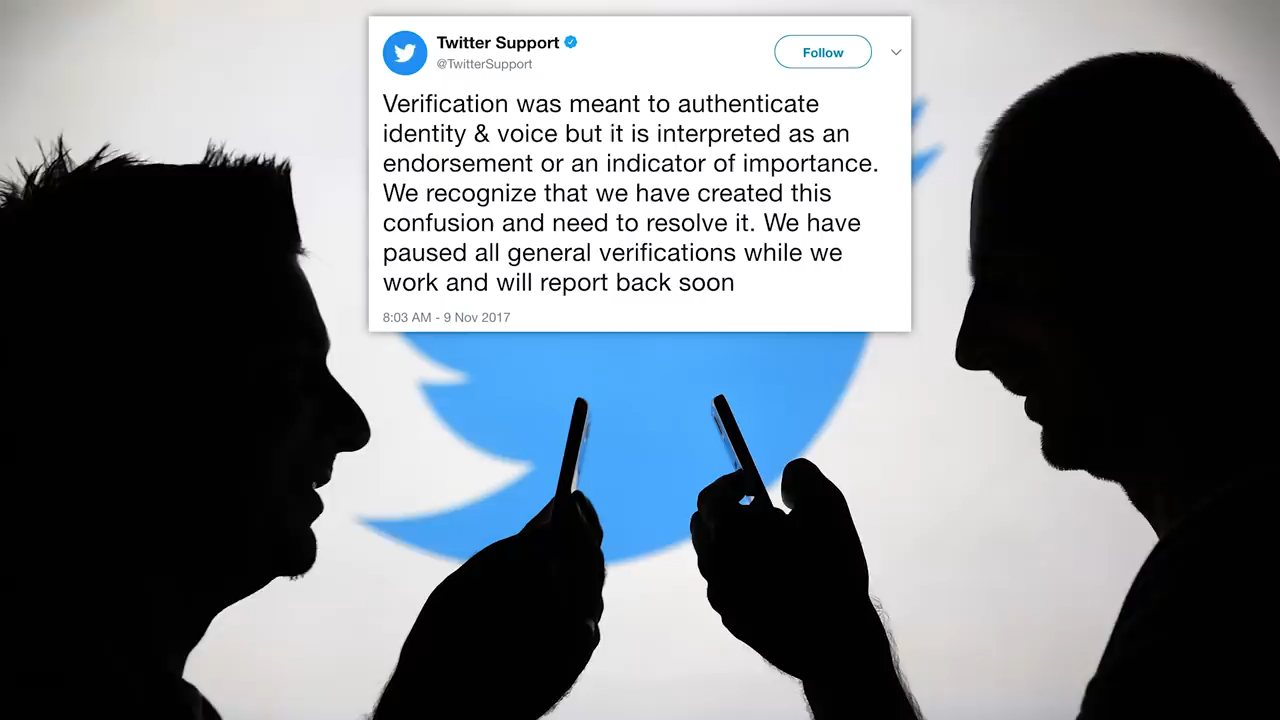 Twitter Support
@TwitterSupport
Follow
Verification was meant to authenticate
identity & voice but it is interpreted as an
endorsement or an indicator of importance.
We recognize that we have created this
confusion and need to resolve it. We have
paused all general verifications while we
work and will report back soon
8:03 AM - 9 Nov 2017